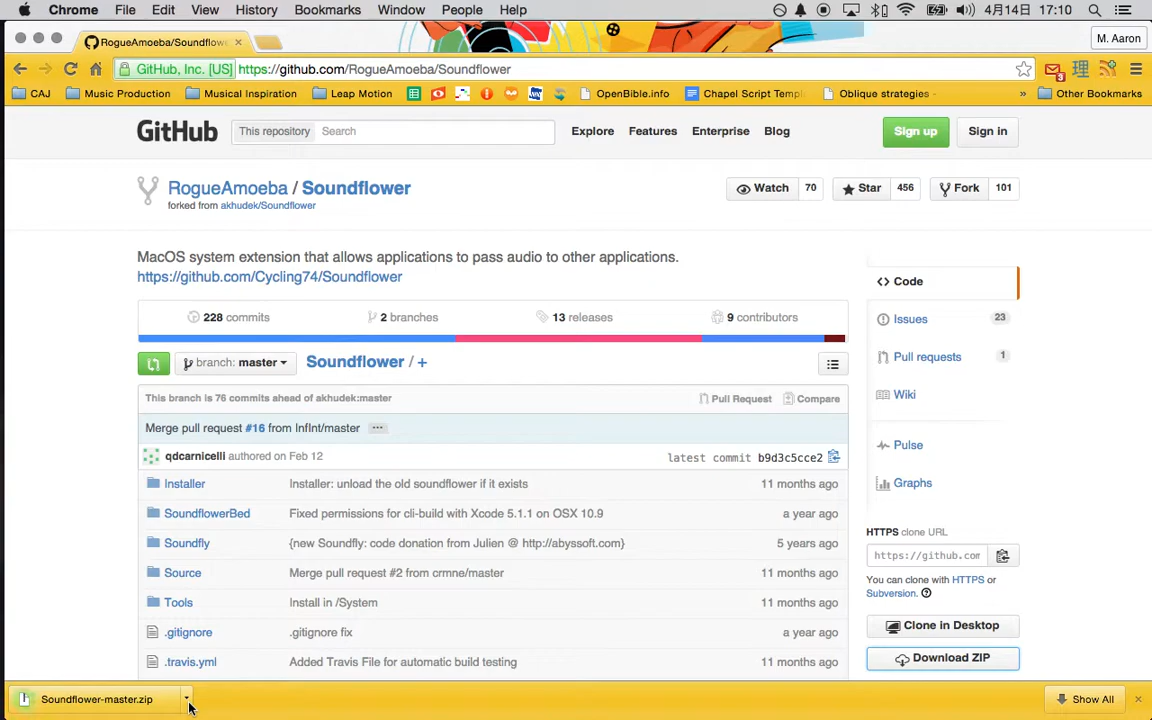 Chrome File Edit View History Bookmarks Window People Help 4月14日 17:10
RogueAmoeba/Soundflow
M. Aaron
GitHub, Inc. [US] https://github.com/RogueAmoeba/Soundflower
3
理
CAJ Music Production Musical Inspiration Leap Motion OpenBible.info Chapel Script Templ Oblique strategies » Other Bookmarks
GitHub This repository Search Explore Features Enterprise Blog Sign up Sign in
RogueAmoeba / Soundflower
Watch 70 Star 456 Fork 101
forked from akhudek/Soundflower
MacOS system extension that allows applications to pass audio to other applications.
https://github.com/Cycling74/Soundflower
228 commits 2 branches 13 releases 9 contributors
branch: master Soundflower / +
This branch is 76 commits ahead of akhudek:master Pull Request Compare
Merge pull request #16 from InfInt/master ...
qdcarnicelli authored on Feb 12 latest commit b9d3c5cce2
Installer Installer: unload the old soundflower if it exists 11 months ago
SoundflowerBed Fixed permissions for cli-build with Xcode 5.1.1 on OSX 10.9 a year ago
Soundfly {new Soundfly: code donation from Julien @ http://abyssoft.com} 5 years ago
Source Merge pull request #2 from crmne/master 11 months ago
Tools Install in /System 11 months ago
.gitignore .gitignore fix a year ago
.travis.yml Added Travis File for automatic build testing 11 months ago
<> Code
Issues 23
Pull requests 1
Wiki
Pulse
Graphs
HTTPS clone URL
https://github.com
You can clone with HTTPS or
Subversion.
Clone in Desktop
Download ZIP
Soundflower-master.zip Show All